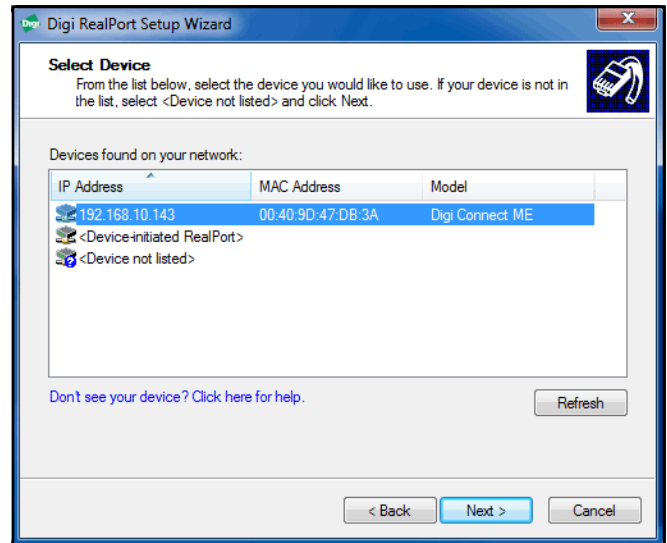 Digi RealPort Setup Wizard
Select Device
From the list below, select the device you would like to use. If your device is not in
the list, select <Device not listed> and click Next.
Devices found on your network:
IP Address MAC Address Model
192.168.10.143 00:40:9D:47:DB:3A Digi Connect ME
<Device-initiated RealPort>
<Device not listed>
Don't see your device? Click here for help.
Refresh
< Back Next > Cancel